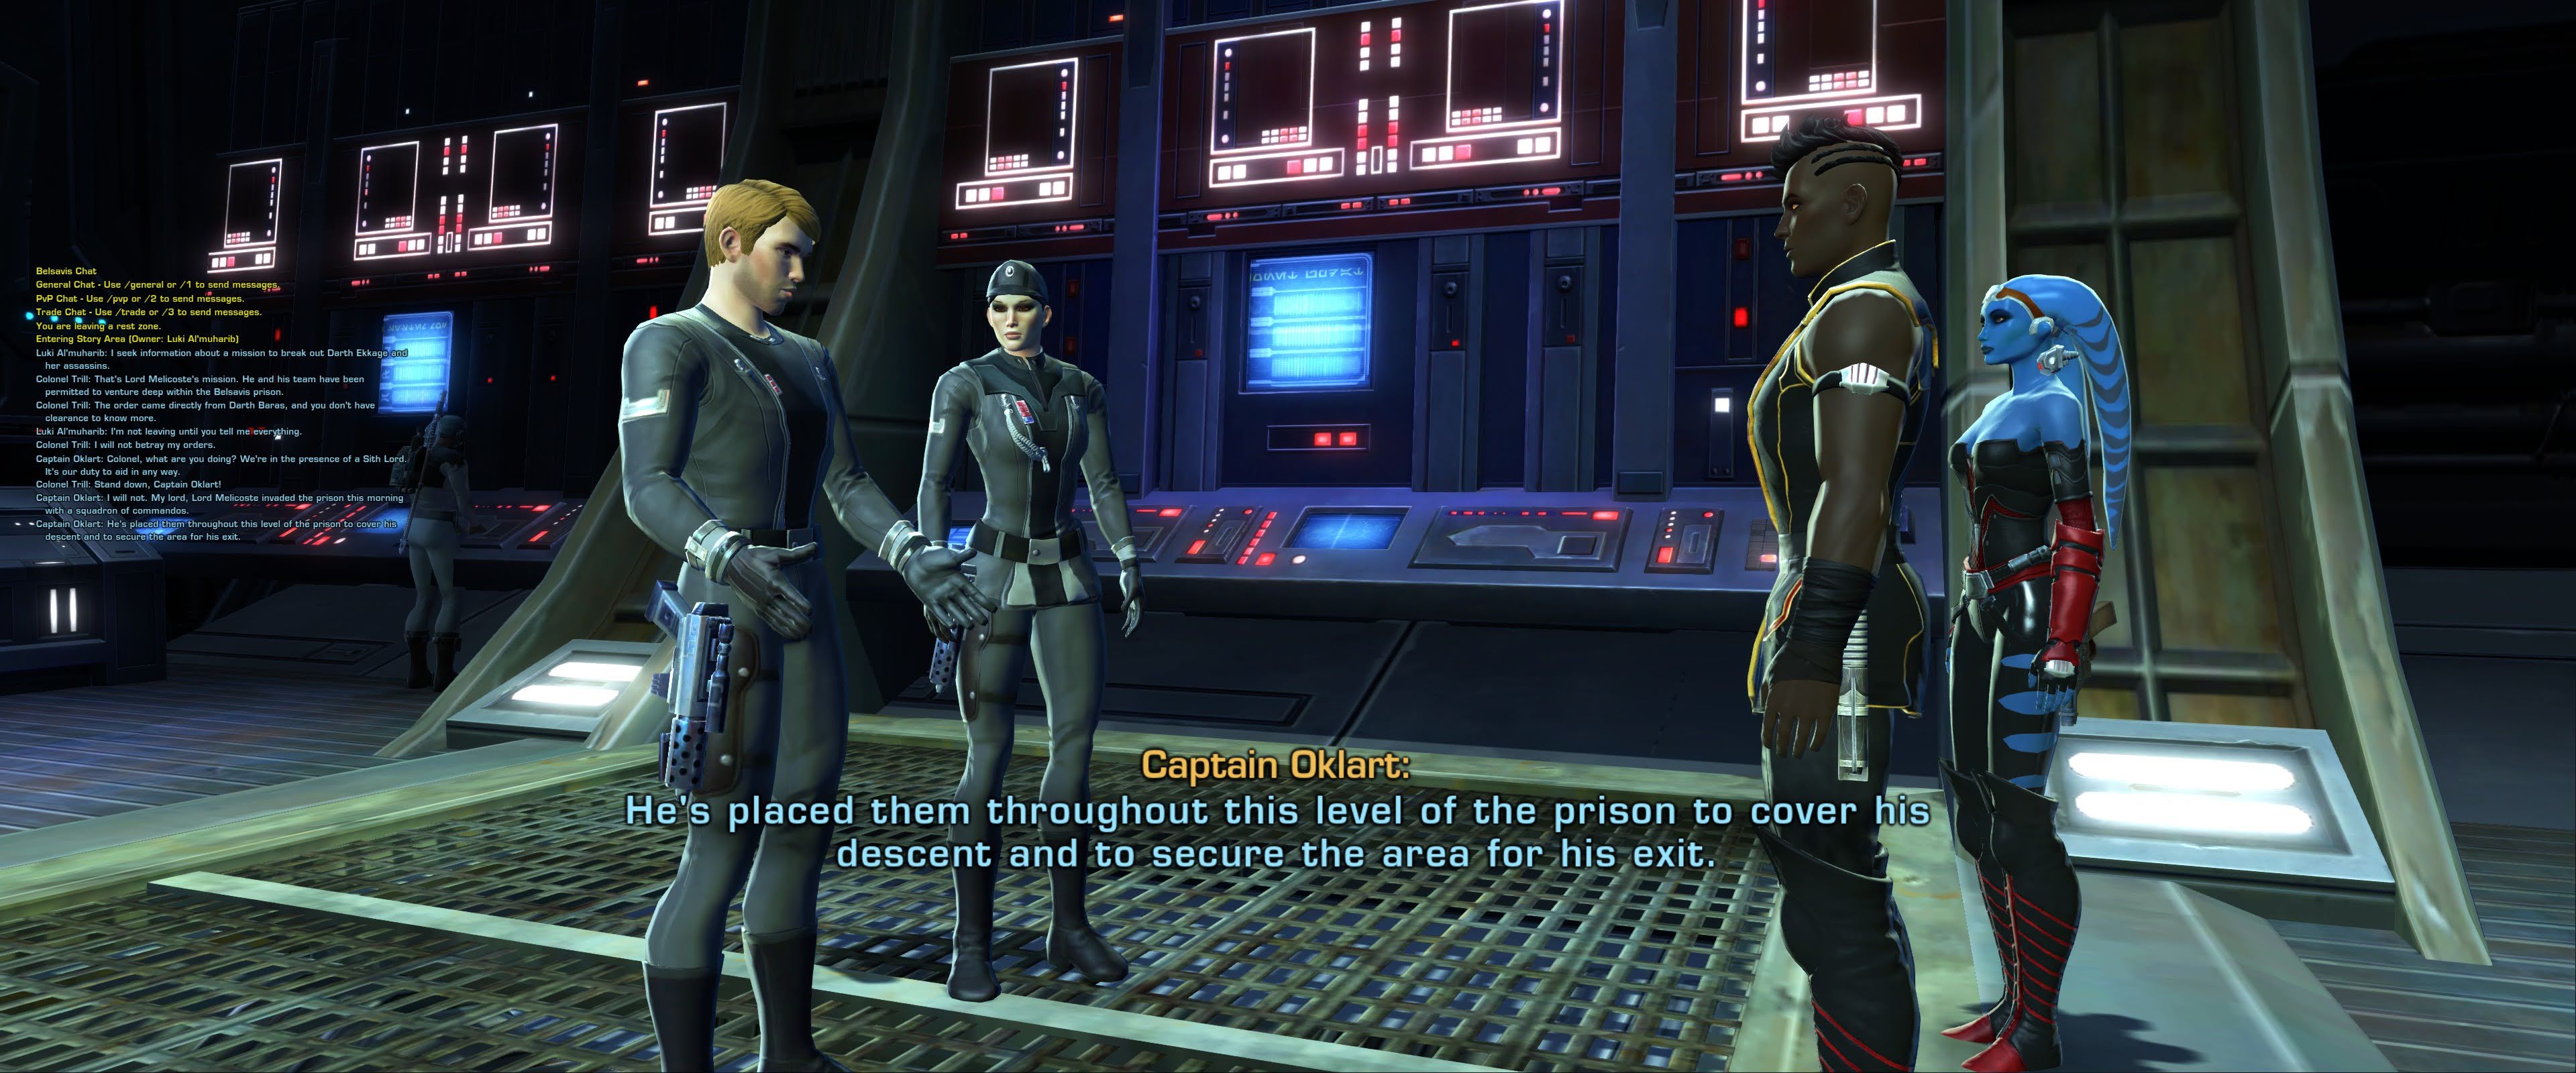 Belsavis Chat
General Chat - Use /general or /1 to send messages.
PvP Chat - Use /pvp or /2 to send messages.
Trade Chat - Use /trade or /3 to send messages.
You are leaving a rest zone.
Entering Story Area (Owner: Luki Al'muharib)
Luki Al'muharib: I seek information about a mission to break out Darth Ekkage and
her assassins.
Colonel Trill: That's Lord Melicoste's mission. He and his team have been
permitted to venture deep within the Belsavis prison.
Colonel Trill: The order came directly from Darth Baras, and you don't have
clearance to know more.
Luki Al'muharib: I'm not leaving until you tell me everything.
Colonel Trill: I will not betray my orders.
Captain Oklart: Colonel, what are you doing? We're in the presence of a Sith Lord.
It's our duty to aid in any way.
Colonel Trill: Stand down, Captain Oklart!
Captain Oklart: I will not. My lord, Lord Melicoste invaded the prison this morning
with a squadron of commandos.
Captain Oklart: He's placed them throughout this level of the prison to cover his
descent and to secure the area for his exit.
Captain Oklart:
He's placed them throughout this level of the prison to cover his
descent and to secure the area for his exit.